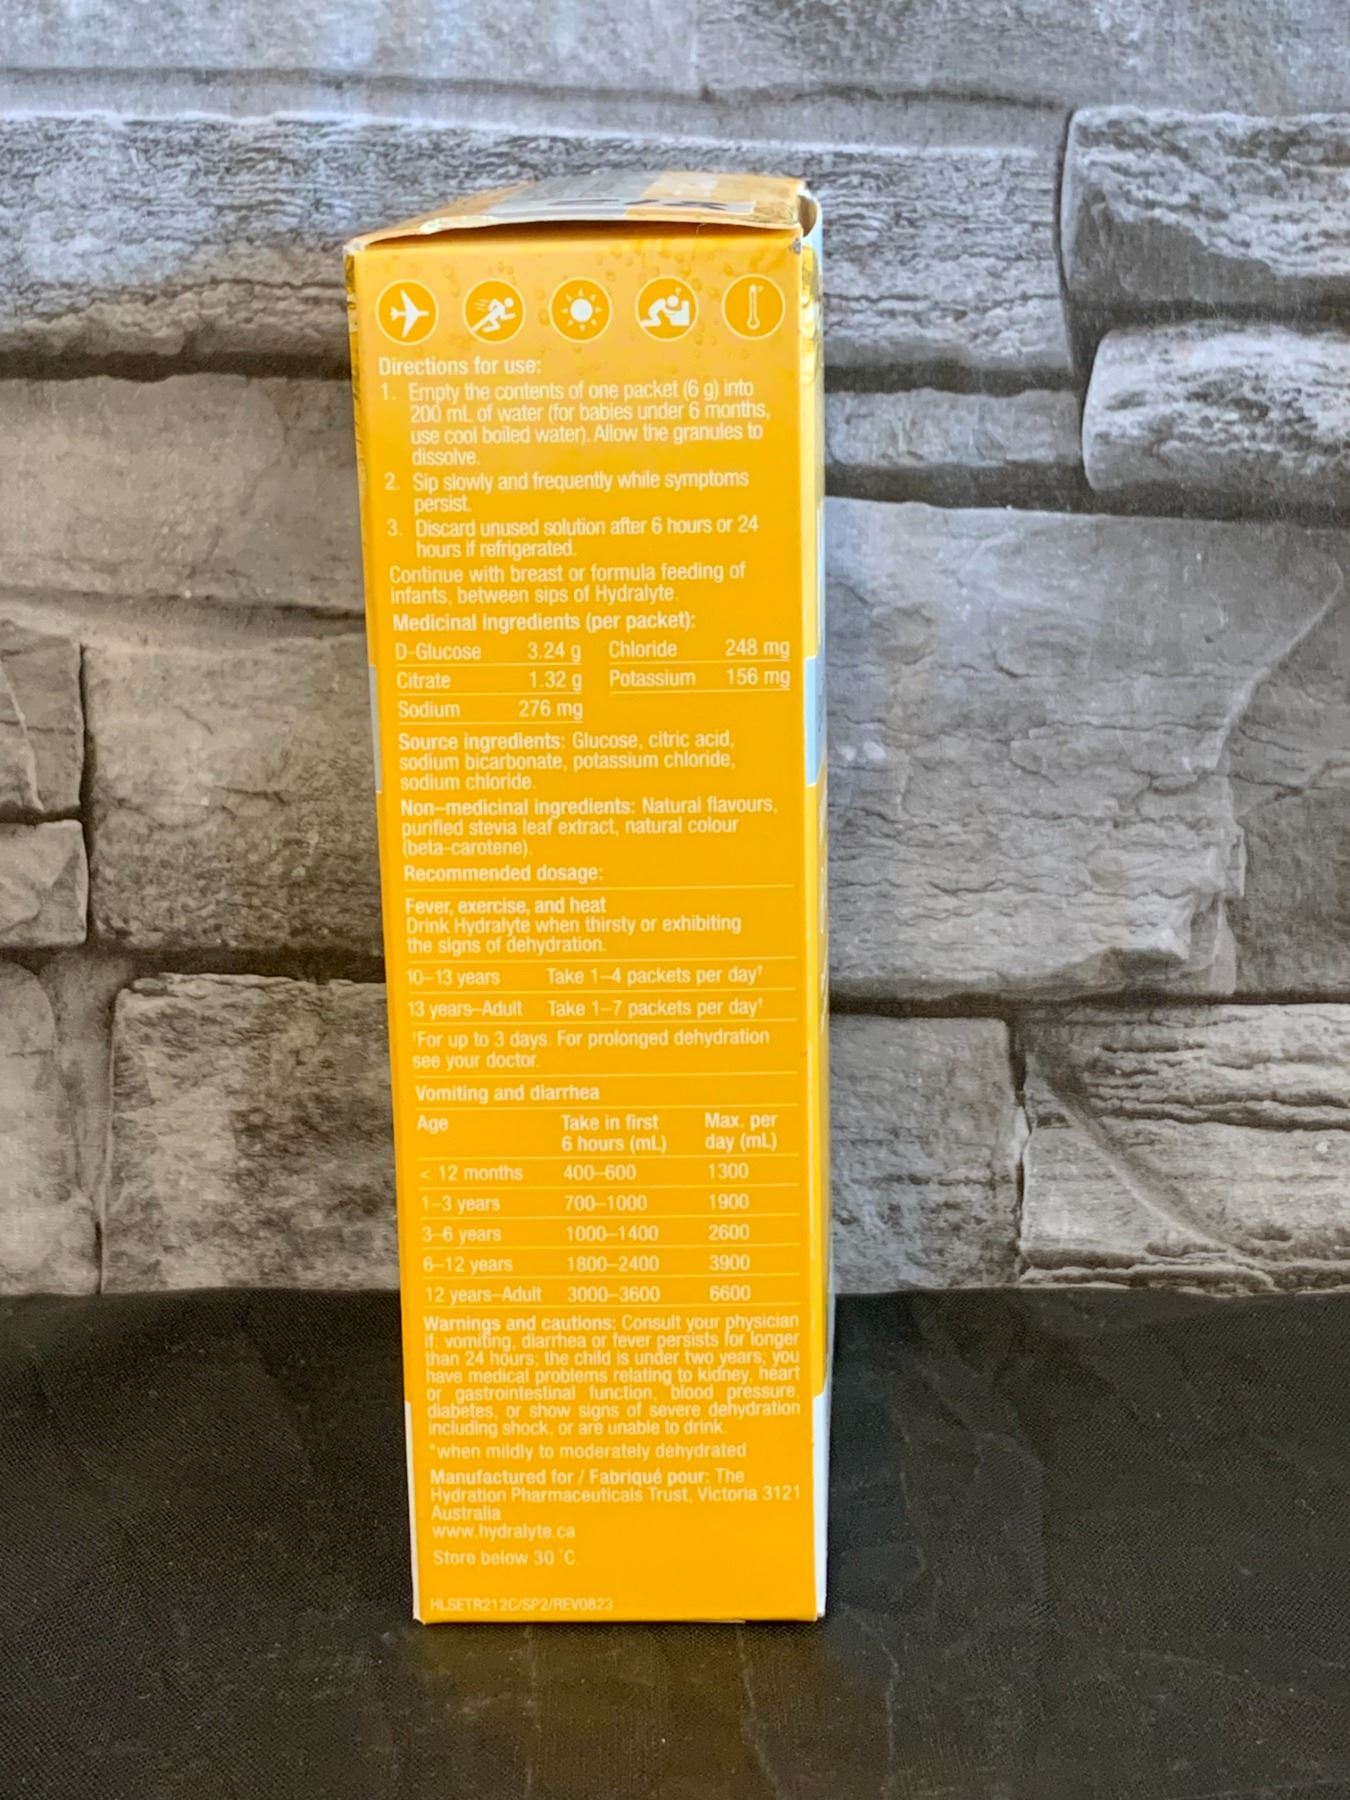 Directions for use:
1. Empty the contents of one packet (6 g) into
200 mL of water (for babies under 6 months,
use cool boiled water). Allow the granules to
dissolve.
2. Sip slowly and frequently while symptoms
persist.
3. Discard unused solution after 6 hours or 24
hours if refrigerated.
Continue with breast or formula feeding of
infants, between sips of Hydralyte.
Medicinal ingredients (per packet):
D-Glucose 3.24 g Chloride 248 mg
Citrate 1.32 g Potassium 156 mg
Sodium 276 mg
Source ingredients: Glucose, citric acid,
sodium bicarbonate, potassium chloride,
sodium chloride.
Non-medicinal ingredients: Natural flavours,
purified stevia leaf extract, natural colour
(beta-carotene).
Recommended dosage:
Fever, exercise, and heat
Drink Hydralyte when thirsty or exhibiting
the signs of dehydration.
10–13 years Take 1–4 packets per day†
13 years–Adult Take 1–7 packets per day†
†For up to 3 days. For prolonged dehydration
see your doctor.
Vomiting and diarrhea
Age Take in first Max. per
6 hours (mL) day (mL)
< 12 months 400–600 1300
1–3 years 700–1000 1900
3–6 years 1000–1400 2600
6–12 years 1800–2400 3900
12 years–Adult 3000–3600 6600
Warnings and cautions: Consult your physician
if: vomiting, diarrhea or fever persists for longer
than 24 hours; the child is under two years; you
have medical problems relating to kidney, heart
or gastrointestinal function, blood pressure,
diabetes, or show signs of severe dehydration
including shock, or are unable to drink.
*when mildly to moderately dehydrated
Manufactured for / Fabriqué pour: The
Hydration Pharmaceuticals Trust, Victoria 3121
Australia
www.hydralyte.ca
Store below 30 °C.
HLSETR212C/SP2/REV0823